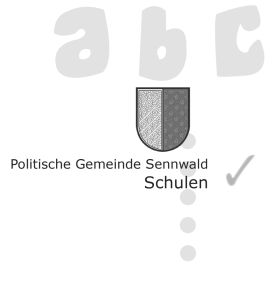 abc
Politische Gemeinde Sennwald
Schulen